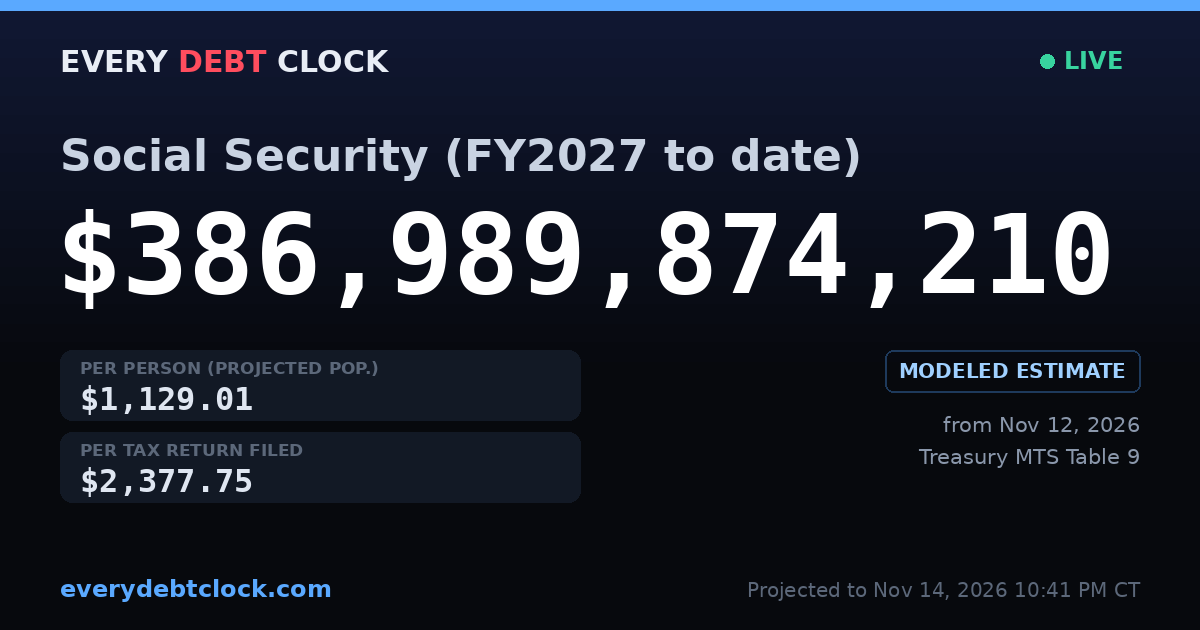 EVERY DEBT CLOCK
LIVE
Social Security (FY2027 to date)
$386,989,874,210
PER PERSON (PROJECTED POP.)
$1,129.01
PER TAX RETURN FILED
$2,377.75
MODELED ESTIMATE
from Nov 12, 2026
Treasury MTS Table 9
everydebtclock.com
Projected to Nov 14, 2026 10:41 PM CT